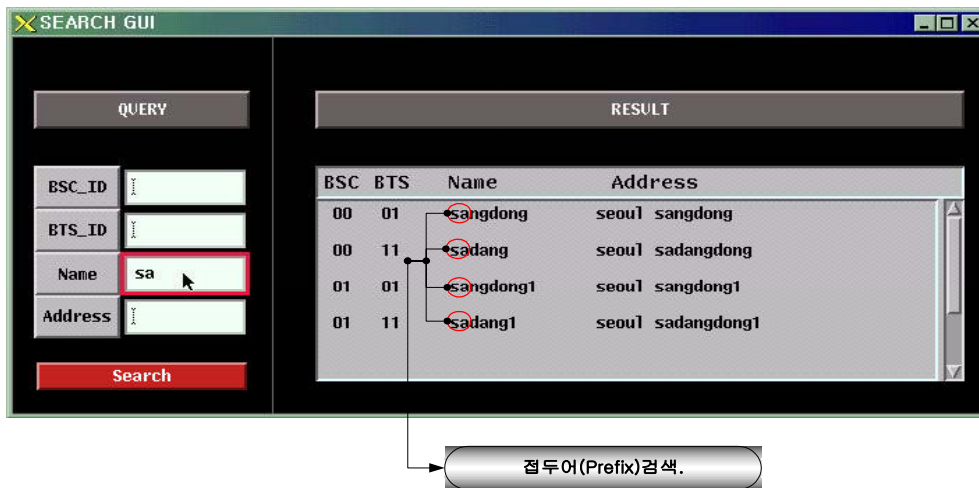 SEARCH GUI
QUERY
RESULT
BSC_ID
BTS_ID
Name sa
Address
Search
BSC BTS Name Address
00 01 sangdong seoul sangdong
00 11 sadang seoul sadangdong
01 01 sangdong1 seoul sangdong1
01 11 sadang1 seoul sadangdong1
접두어(Prefix)검색.